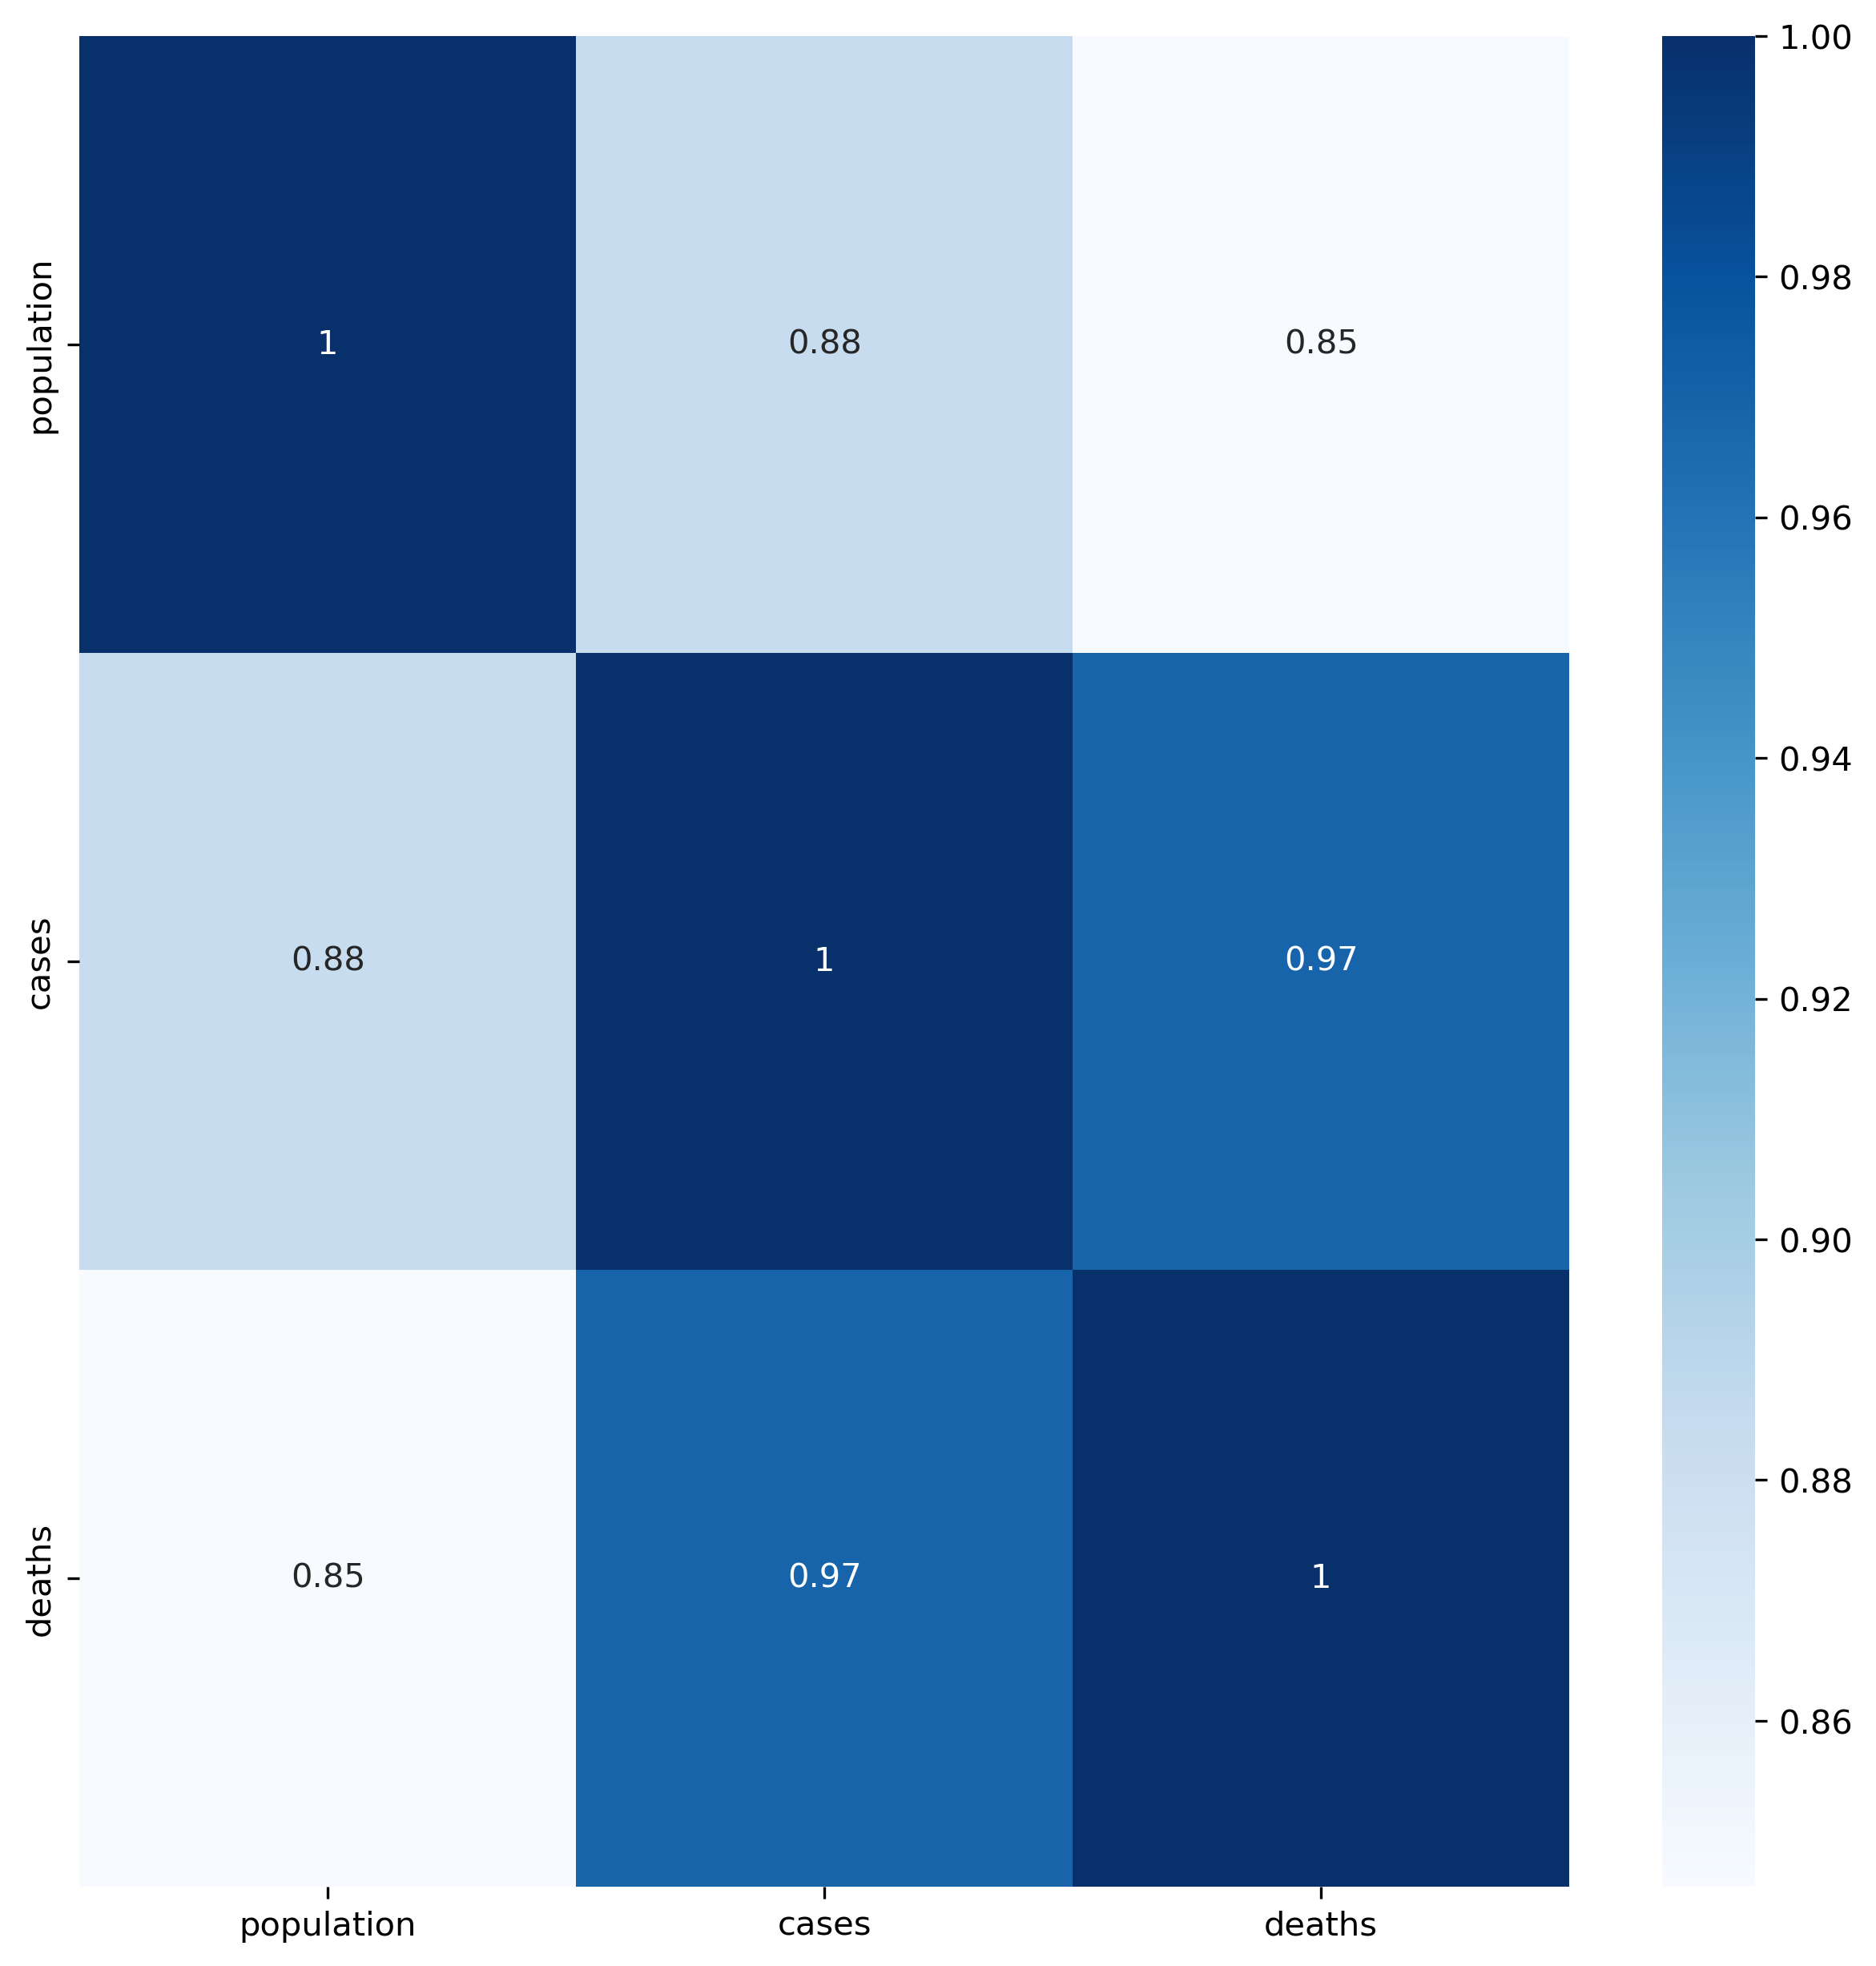 population 1 0.88 0.85
cases 0.88 1 0.97
deaths 0.85 0.97 1
population cases deaths
1.00
0.98
0.96
0.94
0.92
0.90
0.88
0.86